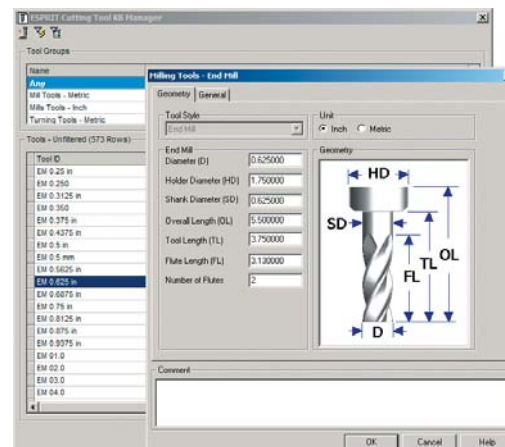 ESPRIT Cutting Tool KB Manager
Tool Groups
Name
Any
Mill Tools - Metric
Mills Tools - Inch
Turning Tools - Metric
Tools - Unfiltered (573 Rows)
Tool ID
EM 0.25 in
EM 0.250
EM 0.3125 in
EM 0.350
EM 0.375 in
EM 0.4375 in
EM 0.5 in
EM 0.5 mm
EM 0.5625 in
EM 0.625 in
EM 0.6875 in
EM 0.75 in
EM 0.8125 in
EM 0.875 in
EM 0.9375 in
EM 01.0
EM 02.0
EM 03.0
EM 04.0
Milling Tools - End Mill
Geometry General
Tool Style
End Mill
Unit
Inch Metric
End Mill
Diameter (D) 0.625000
Holder Diameter (HD) 1.750000
Shank Diameter (SD) 0.625000
Overall Length (OL) 5.500000
Tool Length (TL) 3.750000
Flute Length (FL) 3.130000
Number of Flutes 2
Geometry
HD
SD
FL TL OL
D
Comment
OK Cancel Help